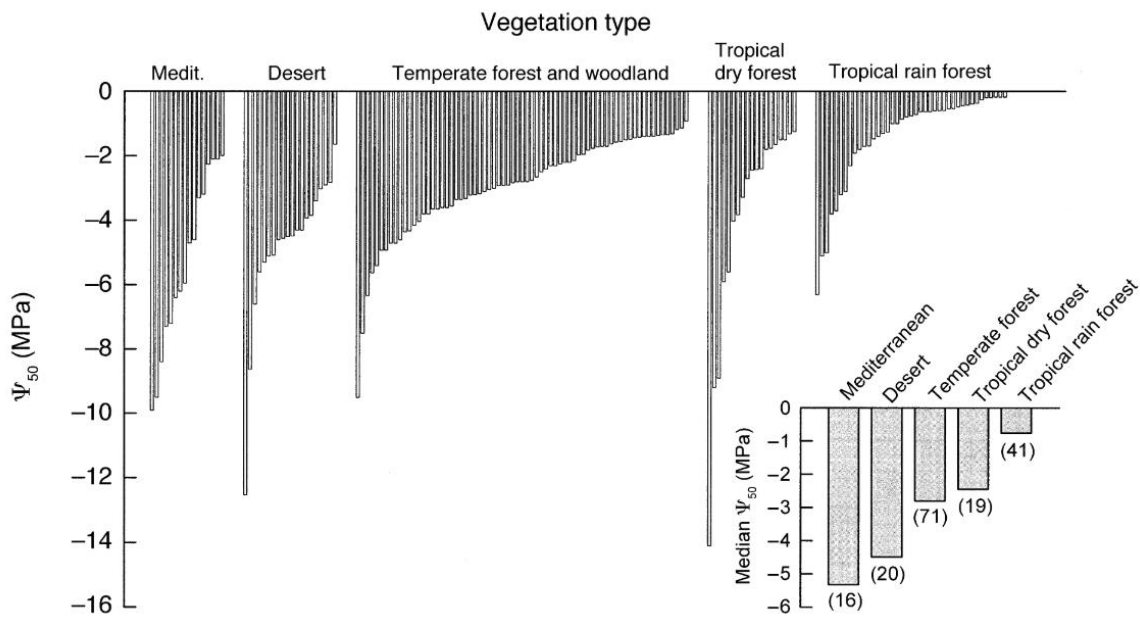 Vegetation type
Medit.
Desert
Temperate forest and woodland
Tropical
dry forest
Tropical rain forest
0
−2
−4
−6
−8
−10
−12
−14
−16
Ψ50 (MPa)
Mediterranean
Desert
Temperate forest
Tropical dry forest
Tropical rain forest
0
−1
−2
−3
−4
−5
−6
Median Ψ50 (MPa)
(16)
(20)
(71)
(19)
(41)